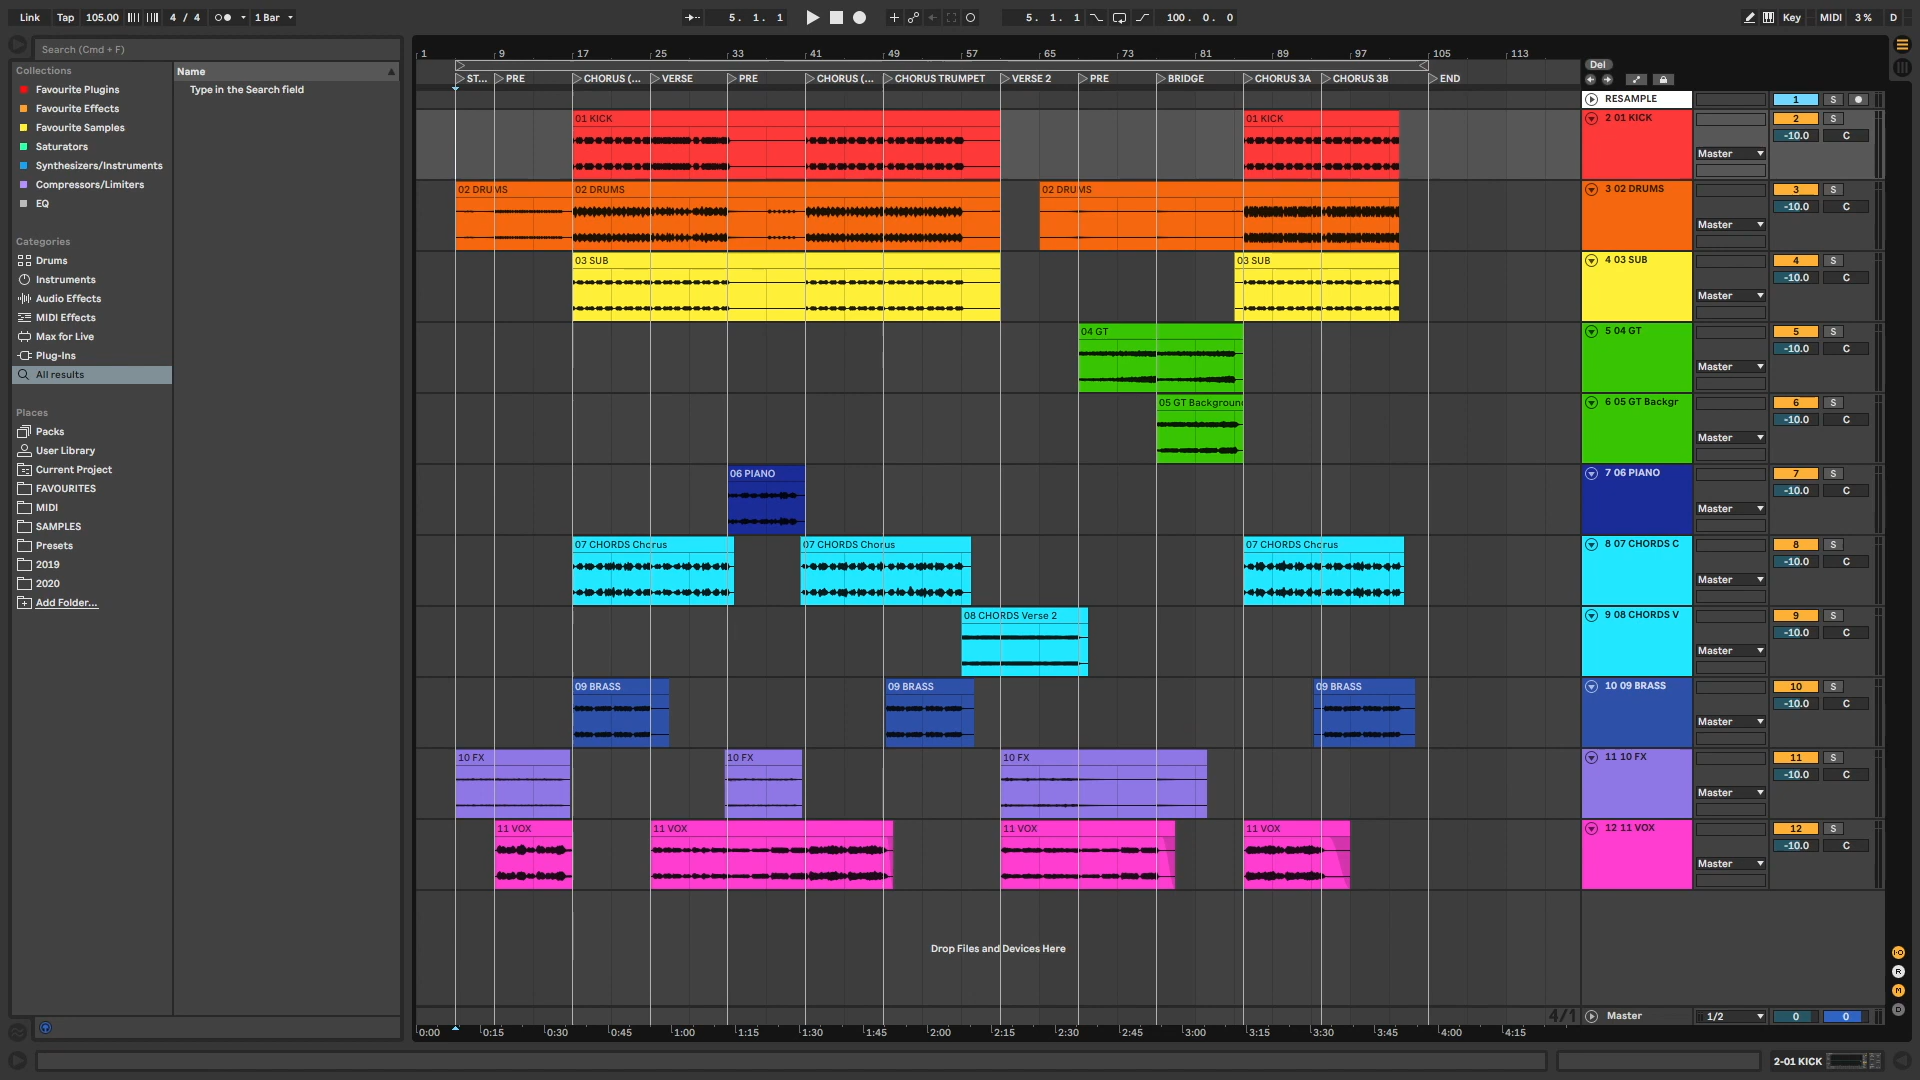 Link Tap 105.00 4 / 4 1 Bar 5. 1. 1 5. 1. 1 100. 0. 0 Key MIDI 3 % D
Search (Cmd + F)
Collections
Favourite Plugins
Favourite Effects
Favourite Samples
Saturators
Synthesizers/Instruments
Compressors/Limiters
EQ
Categories
Drums
Instruments
Audio Effects
MIDI Effects
Max for Live
Plug-Ins
All results
Places
Packs
User Library
Current Project
FAVOURITES
MIDI
SAMPLES
Presets
2019
2020
Add Folder...
Name
Type in the Search field
1 9 17 25 33 41 49 57 65 73 81 89 97 105 113
Del
ST... PRE CHORUS (... VERSE PRE CHORUS (... CHORUS TRUMPET VERSE 2 PRE BRIDGE CHORUS 3A CHORUS 3B END
RESAMPLE 1 S
01 KICK 01 KICK 2 01 KICK 2 S
-10.0 C
Master
02 DRUMS 02 DRUMS 02 DRUMS 3 02 DRUMS 3 S
-10.0 C
Master
03 SUB 03 SUB 4 03 SUB 4 S
-10.0 C
Master
04 GT 5 04 GT 5 S
-10.0 C
Master
05 GT Background 6 05 GT Backgr 6 S
-10.0 C
Master
06 PIANO 7 06 PIANO 7 S
-10.0 C
Master
07 CHORDS Chorus 07 CHORDS Chorus 07 CHORDS Chorus 8 07 CHORDS C 8 S
-10.0 C
Master
08 CHORDS Verse 2 9 08 CHORDS V 9 S
-10.0 C
Master
09 BRASS 09 BRASS 09 BRASS 10 09 BRASS 10 S
-10.0 C
Master
10 FX 10 FX 10 FX 11 10 FX 11 S
-10.0 C
Master
11 VOX 11 VOX 11 VOX 11 VOX 12 11 VOX 12 S
-10.0 C
Master
Drop Files and Devices Here
I·O
R
M
D
4/1 Master 1/2 0 0
0:00 0:15 0:30 0:45 1:00 1:15 1:30 1:45 2:00 2:15 2:30 2:45 3:00 3:15 3:30 3:45 4:00 4:15
2-01 KICK